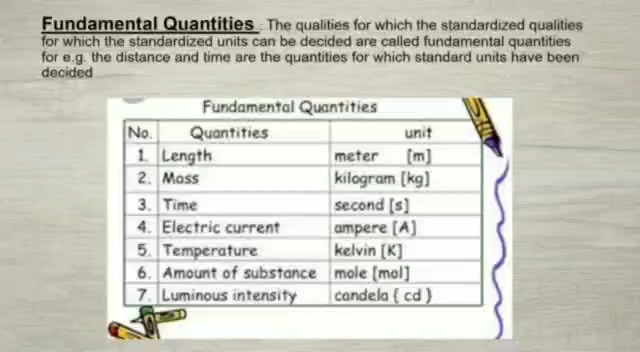 Fundamental Quantities : The qualities for which the standardized qualities
for which the standardized units can be decided are called fundamental quantities
for e.g. the distance and time are the quantities for which standard units have been
decided
Fundamental Quantities
No. Quantities unit
1. Length meter [m]
2. Mass kilogram [kg]
3. Time second [s]
4. Electric current ampere [A]
5. Temperature kelvin [K]
6. Amount of substance mole [mol]
7. Luminous intensity candela { cd }